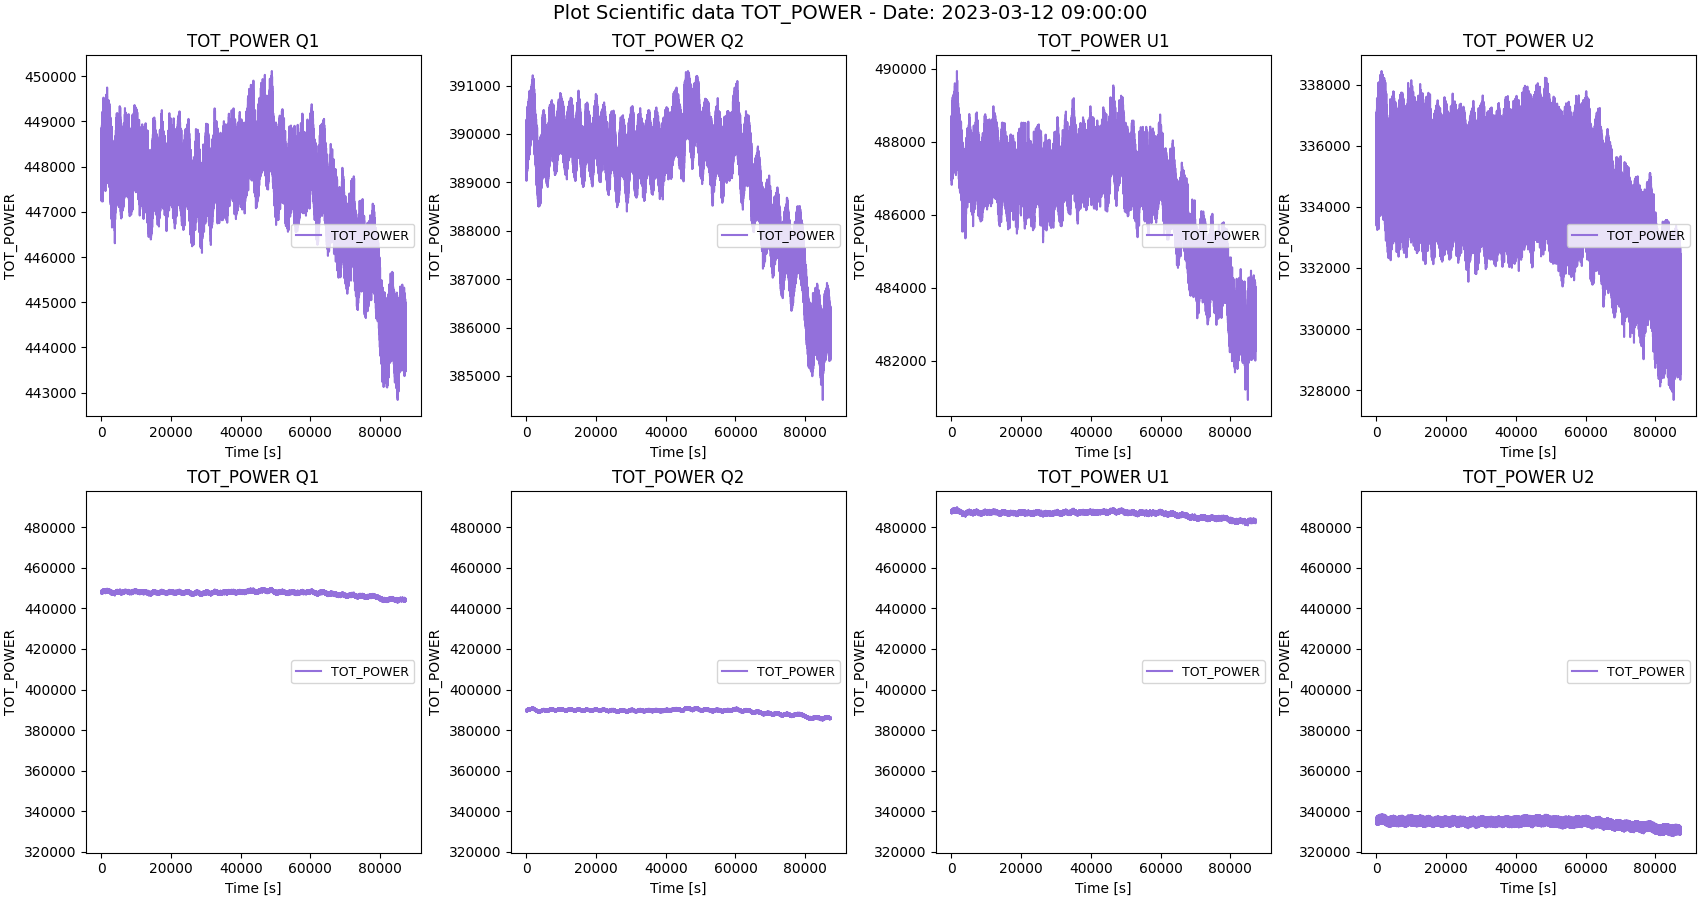 Plot Scientific data TOT_POWER - Date: 2023-03-12 09:00:00
TOT_POWER Q1
TOT_POWER
450000
449000
448000
447000
446000
445000
444000
443000
TOT_POWER
0 20000 40000 60000 80000
Time [s]
TOT_POWER Q2
TOT_POWER
391000
390000
389000
388000
387000
386000
385000
TOT_POWER
0 20000 40000 60000 80000
Time [s]
TOT_POWER U1
TOT_POWER
490000
488000
486000
484000
482000
TOT_POWER
0 20000 40000 60000 80000
Time [s]
TOT_POWER U2
TOT_POWER
338000
336000
334000
332000
330000
328000
TOT_POWER
0 20000 40000 60000 80000
Time [s]
TOT_POWER Q1
TOT_POWER
480000
460000
440000
420000
400000
380000
360000
340000
320000
TOT_POWER
0 20000 40000 60000 80000
Time [s]
TOT_POWER Q2
TOT_POWER
480000
460000
440000
420000
400000
380000
360000
340000
320000
TOT_POWER
0 20000 40000 60000 80000
Time [s]
TOT_POWER U1
TOT_POWER
480000
460000
440000
420000
400000
380000
360000
340000
320000
TOT_POWER
0 20000 40000 60000 80000
Time [s]
TOT_POWER U2
TOT_POWER
480000
460000
440000
420000
400000
380000
360000
340000
320000
TOT_POWER
0 20000 40000 60000 80000
Time [s]